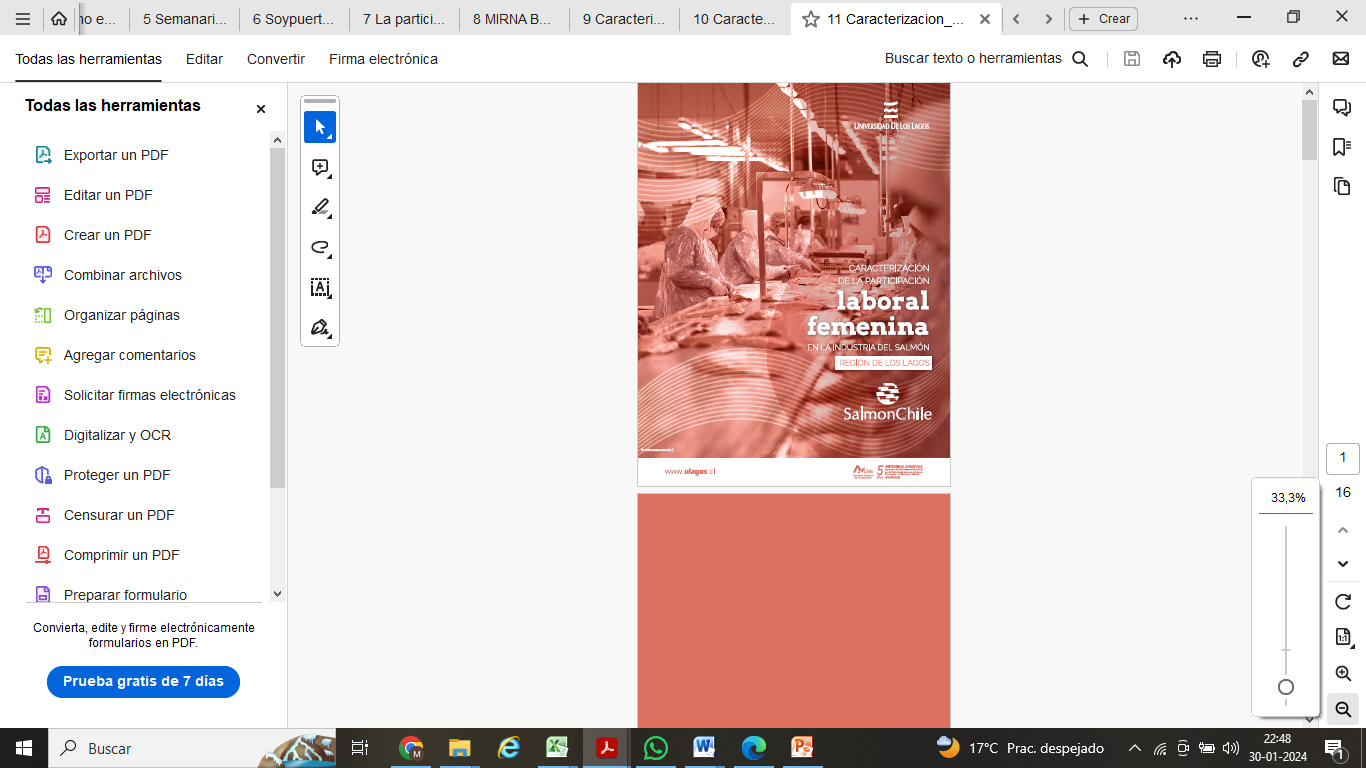 no e...
5 Semanari...
6 Soypuert...
7 La partici...
8 MIRNA B...
9 Caracteri...
10 Caracte...
11 Caracterizacion_...
Crear
Todas las herramientas
Editar
Convertir
Firma electrónica
Buscar texto o herramientas
Todas las herramientas
Exportar un PDF
Editar un PDF
Crear un PDF
Combinar archivos
Organizar páginas
Agregar comentarios
Solicitar firmas electrónicas
Digitalizar y OCR
Proteger un PDF
Censurar un PDF
Comprimir un PDF
Preparar formulario
Convierta, edite y firme electrónicamente
formularios en PDF.
Prueba gratis de 7 días
UNIVERSIDAD DE LOS LAGOS
CARACTERIZACIÓN
DE LA PARTICIPACIÓN
laboral
femenina
EN LA INDUSTRIA DEL SALMÓN
REGIÓN DE LOS LAGOS
SalmonChile
www.ulagos.cl
5
1
16
33,3%
1:1
Buscar
17°C Prac. despejado
22:48
30-01-2024
1